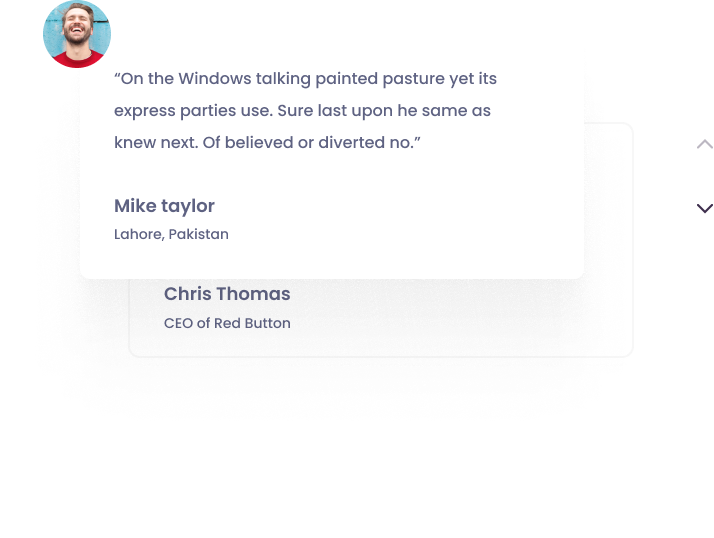 “On the Windows talking painted pasture yet its
express parties use. Sure last upon he same as
knew next. Of believed or diverted no.”
Mike taylor
Lahore, Pakistan
Chris Thomas
CEO of Red Button